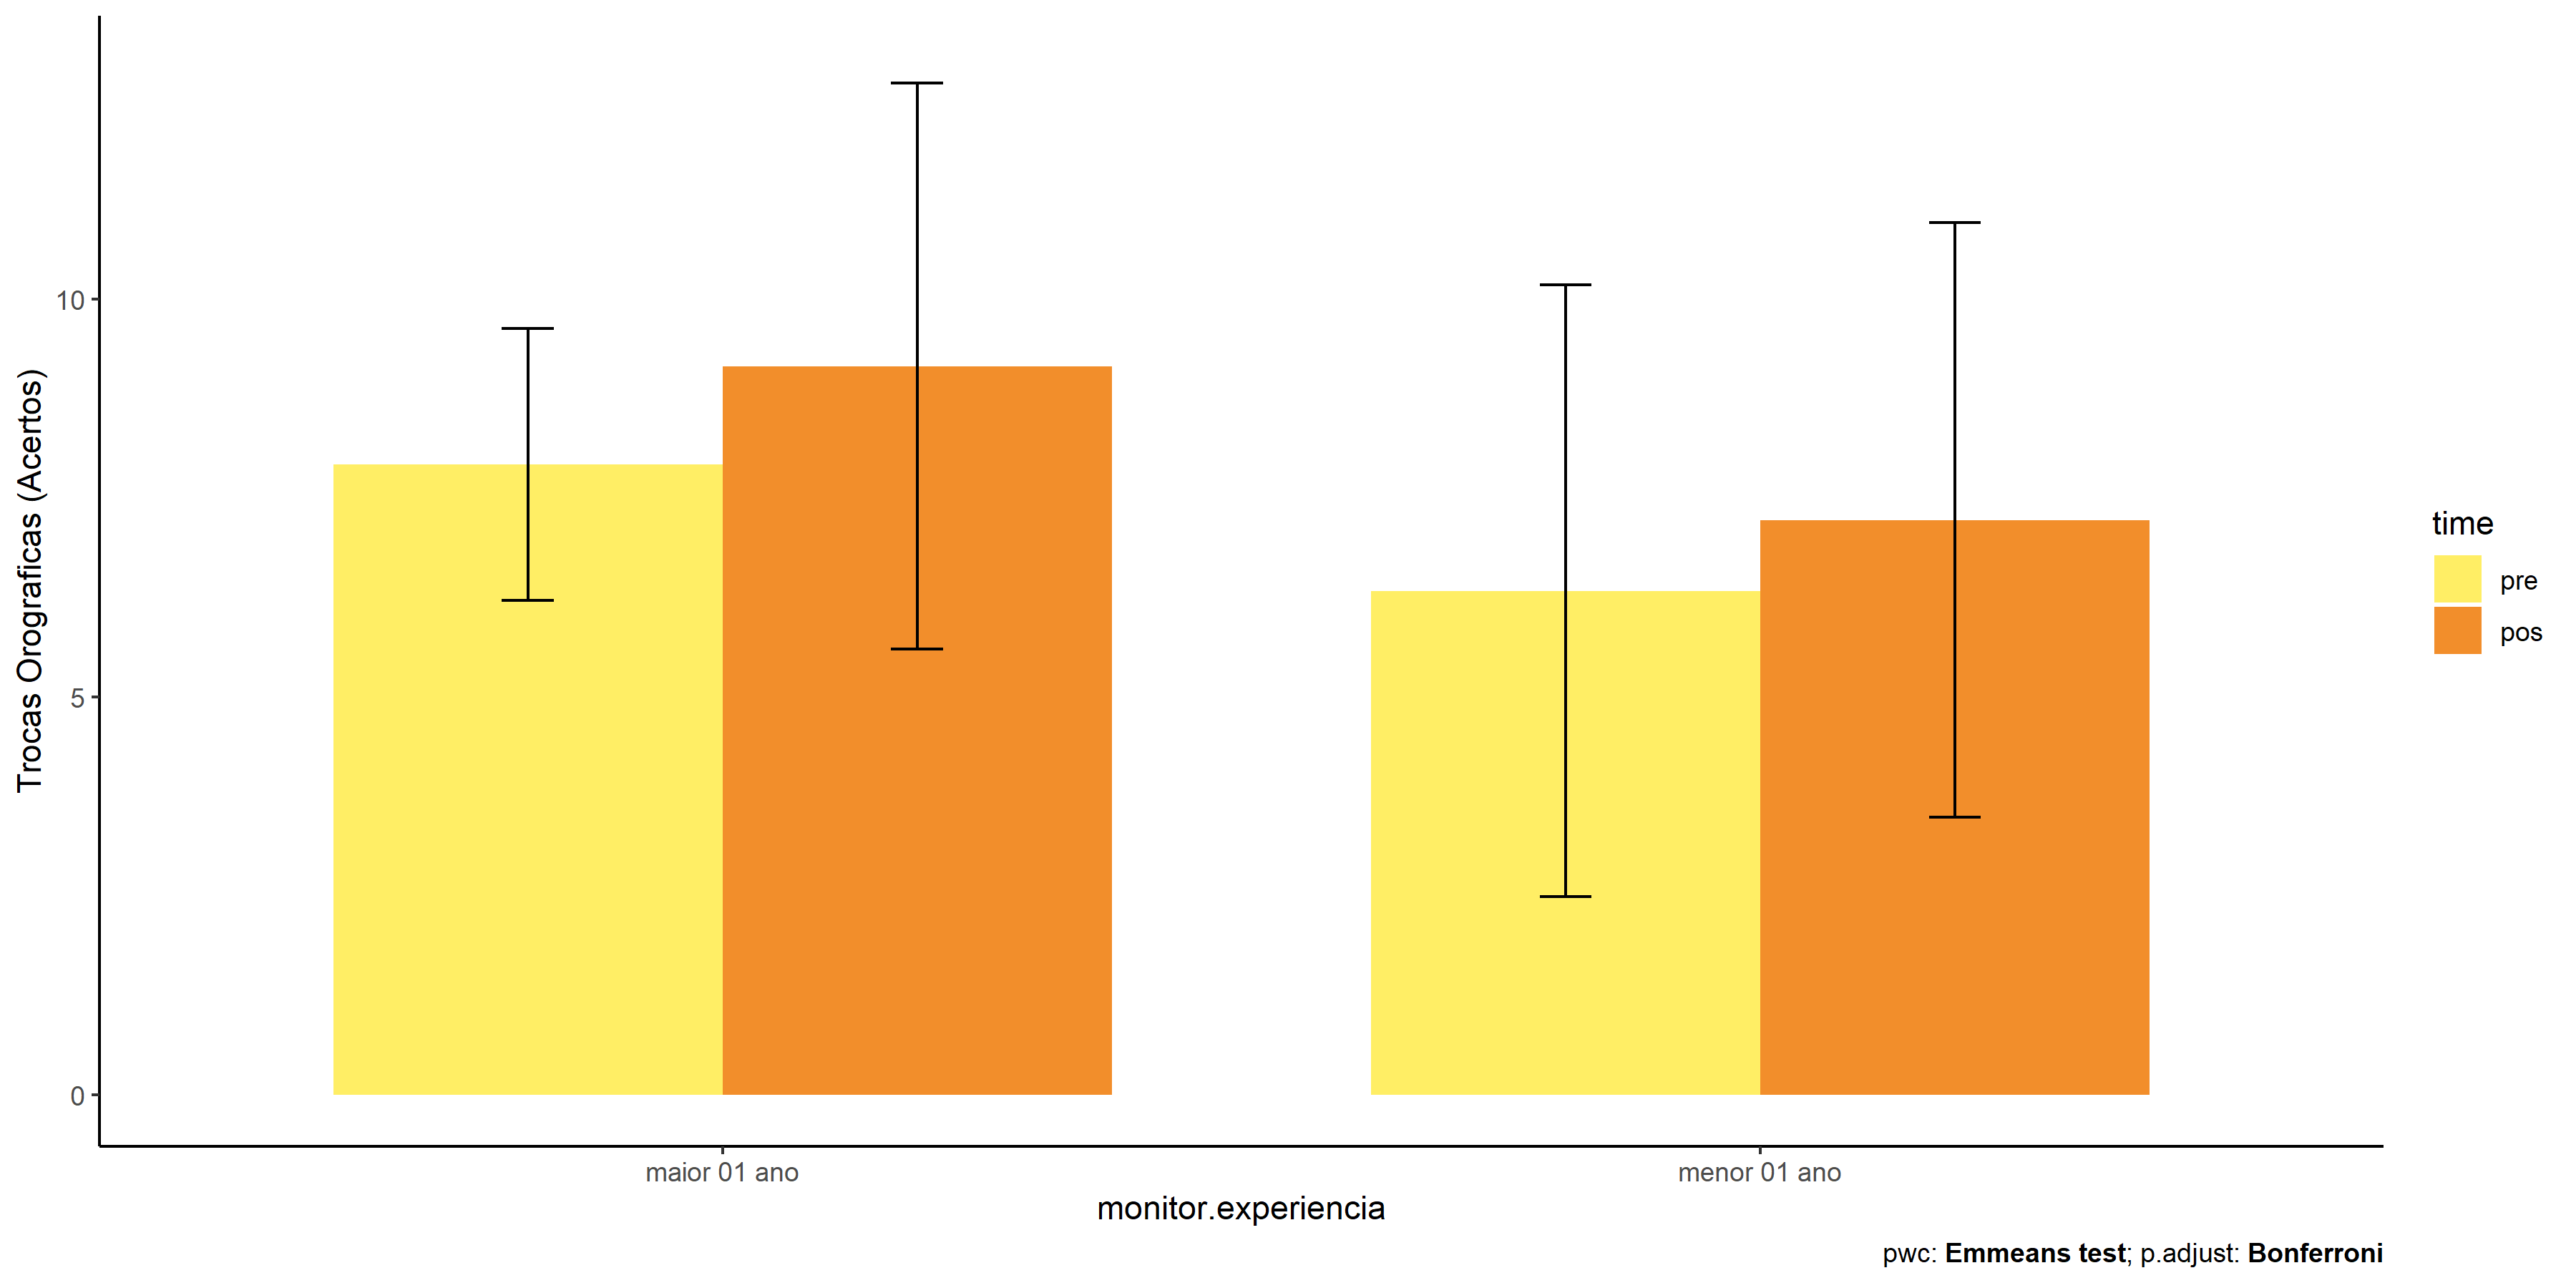 Trocas Orograficas (Acertos)
10
5
0
maior 01 ano
menor 01 ano
monitor.experiencia
time
pre
pos
pwc: Emmeans test; p.adjust: Bonferroni